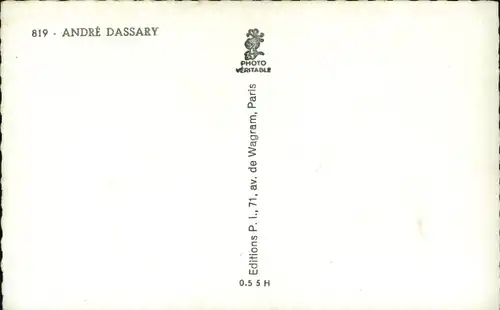 819 - ANDRÉ DASSARY
PHOTO
VÉRITABLE
Editions P. I., 71, av. de Wagram, Paris
0.5 5 H